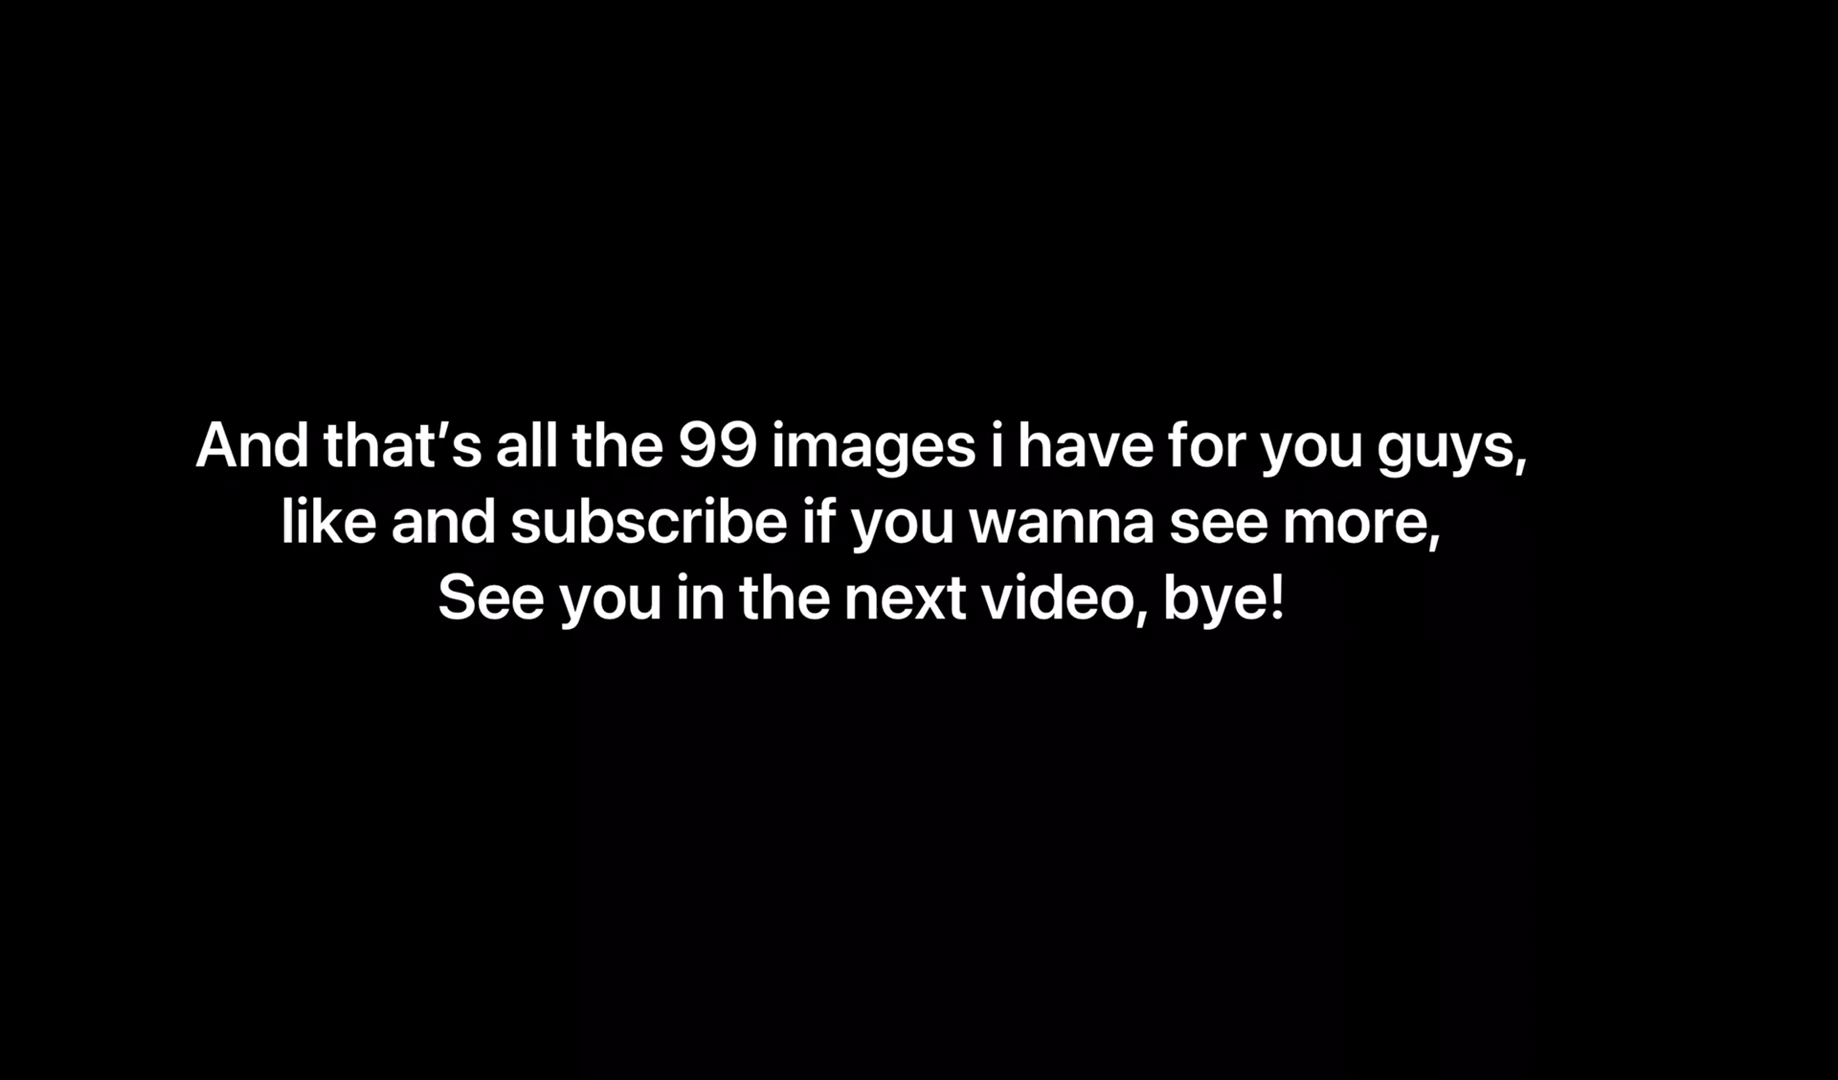 And that's all the 99 images i have for you guys,
like and subscribe if you wanna see more,
See you in the next video, bye!